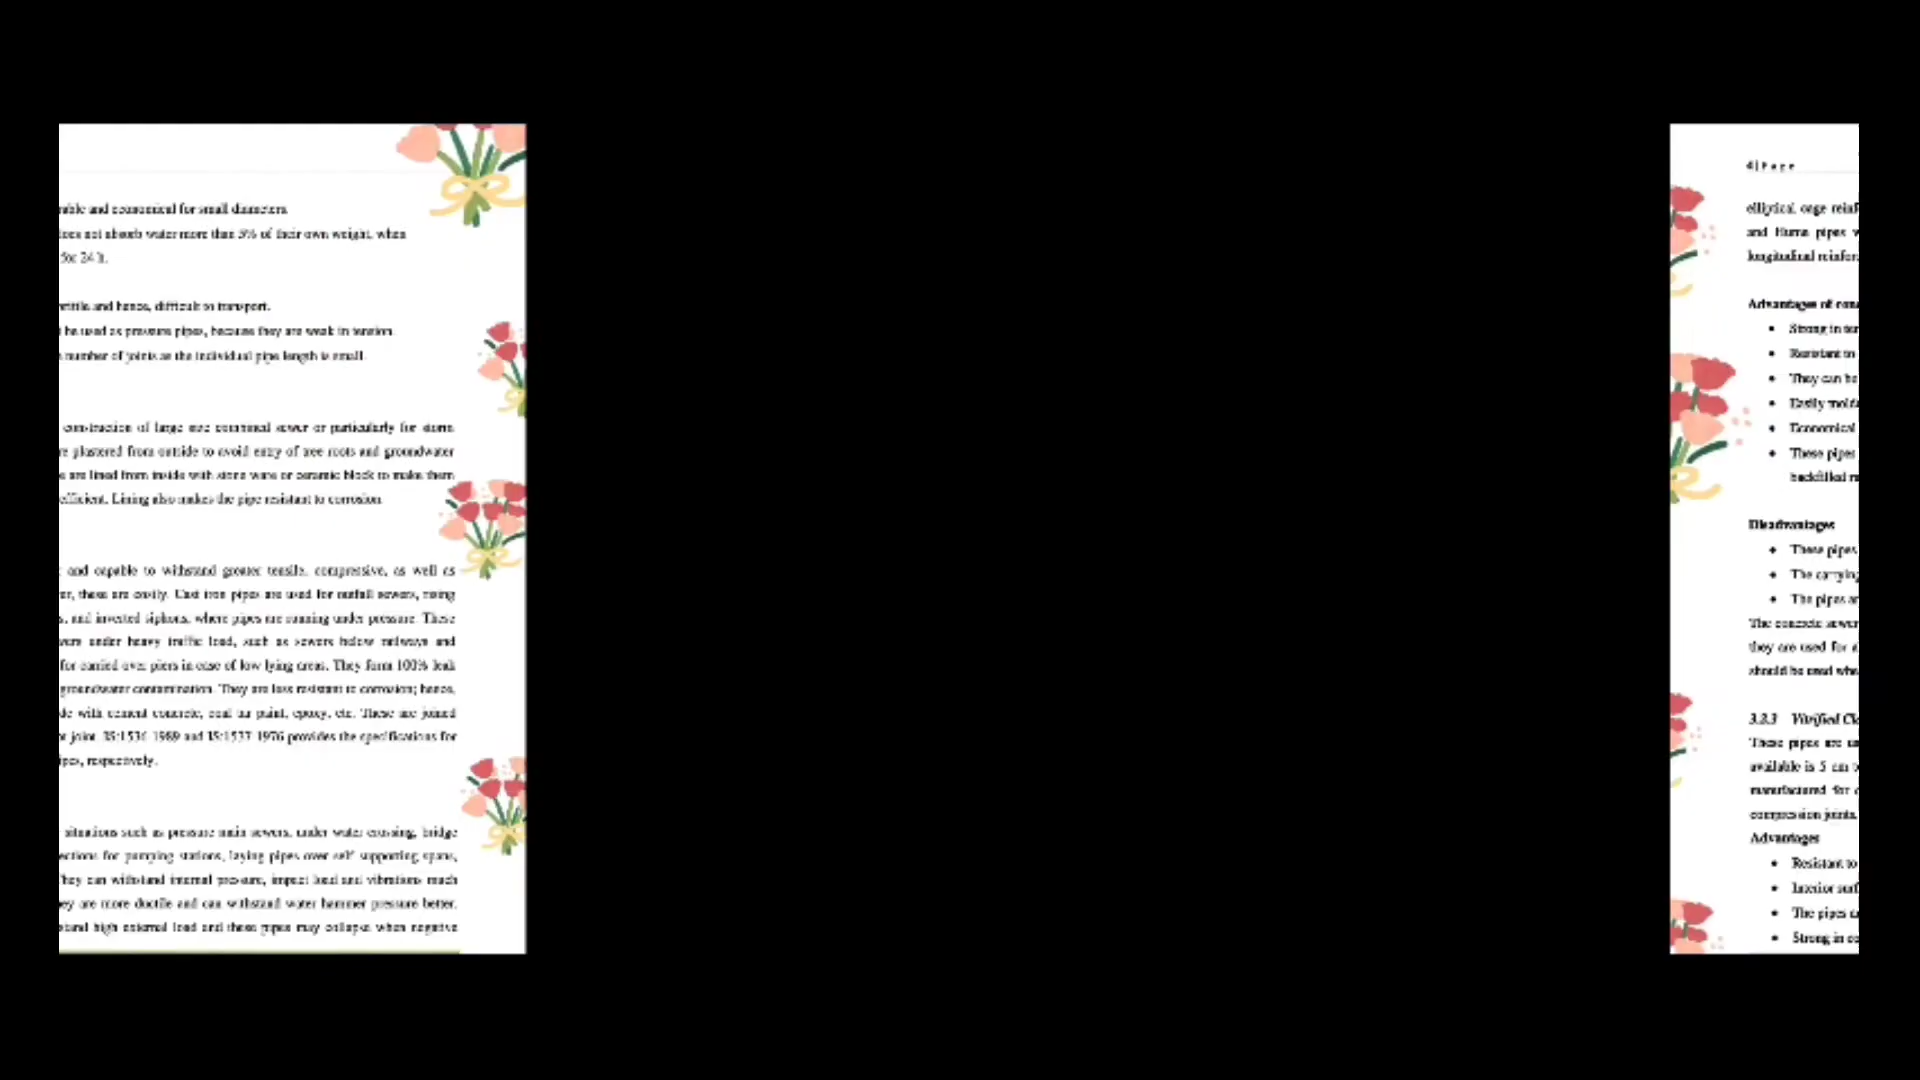 and economical for small diameters.
does not absorb water more than 5% of their own weight, when
for 24 h.
and hence, difficult to transport.
be used as pressure pipes, because they are weak in tension.
number of joints as the individual pipe length is small.
construction of large size combined sewer or particularly for storm
plastered from outside to avoid entry of tree roots and groundwater
are lined from inside with stone ware or ceramic block to make them
efficient. Lining also makes the pipe resistant to corrosion.
and capable to withstand greater tensile, compressive, as well as
these are costly. Cast iron pipes are used for outfall sewers, rising
and inverted siphons, where pipes are running under pressure. These
under heavy traffic load, such as sewers below railways and
for carried over piers in case of low lying areas. They form 100% leak
groundwater contamination. They are less resistant to corrosion; hence,
with cement concrete, coal tar paint, epoxy, etc. These are joined
joint. IS:1536 1989 and IS:1537 1976 provides the specifications for
respectively.
situations such as pressure main sewers, under water crossing, bridge
for pumping stations, laying pipes over self supporting spans,
They can withstand internal pressure, impact load and vibrations much
are more ductile and can withstand water hammer pressure better.
high external load and these pipes may collapse when negative
4 | P a g e
elliptical cage
and Hume pipes
longitudinal
Advantages of
Strong in
Resistant to
They can be
Easily
Economical
These pipes
backfilled
Disadvantages
These pipes
The carrying
The pipes
The concrete
they are used for
should be used
3.2.3 Vitrified
These pipes are
available is 5 cm
manufactured for
compression joints.
Advantages
Resistant to
Interior
The pipes
Strong in